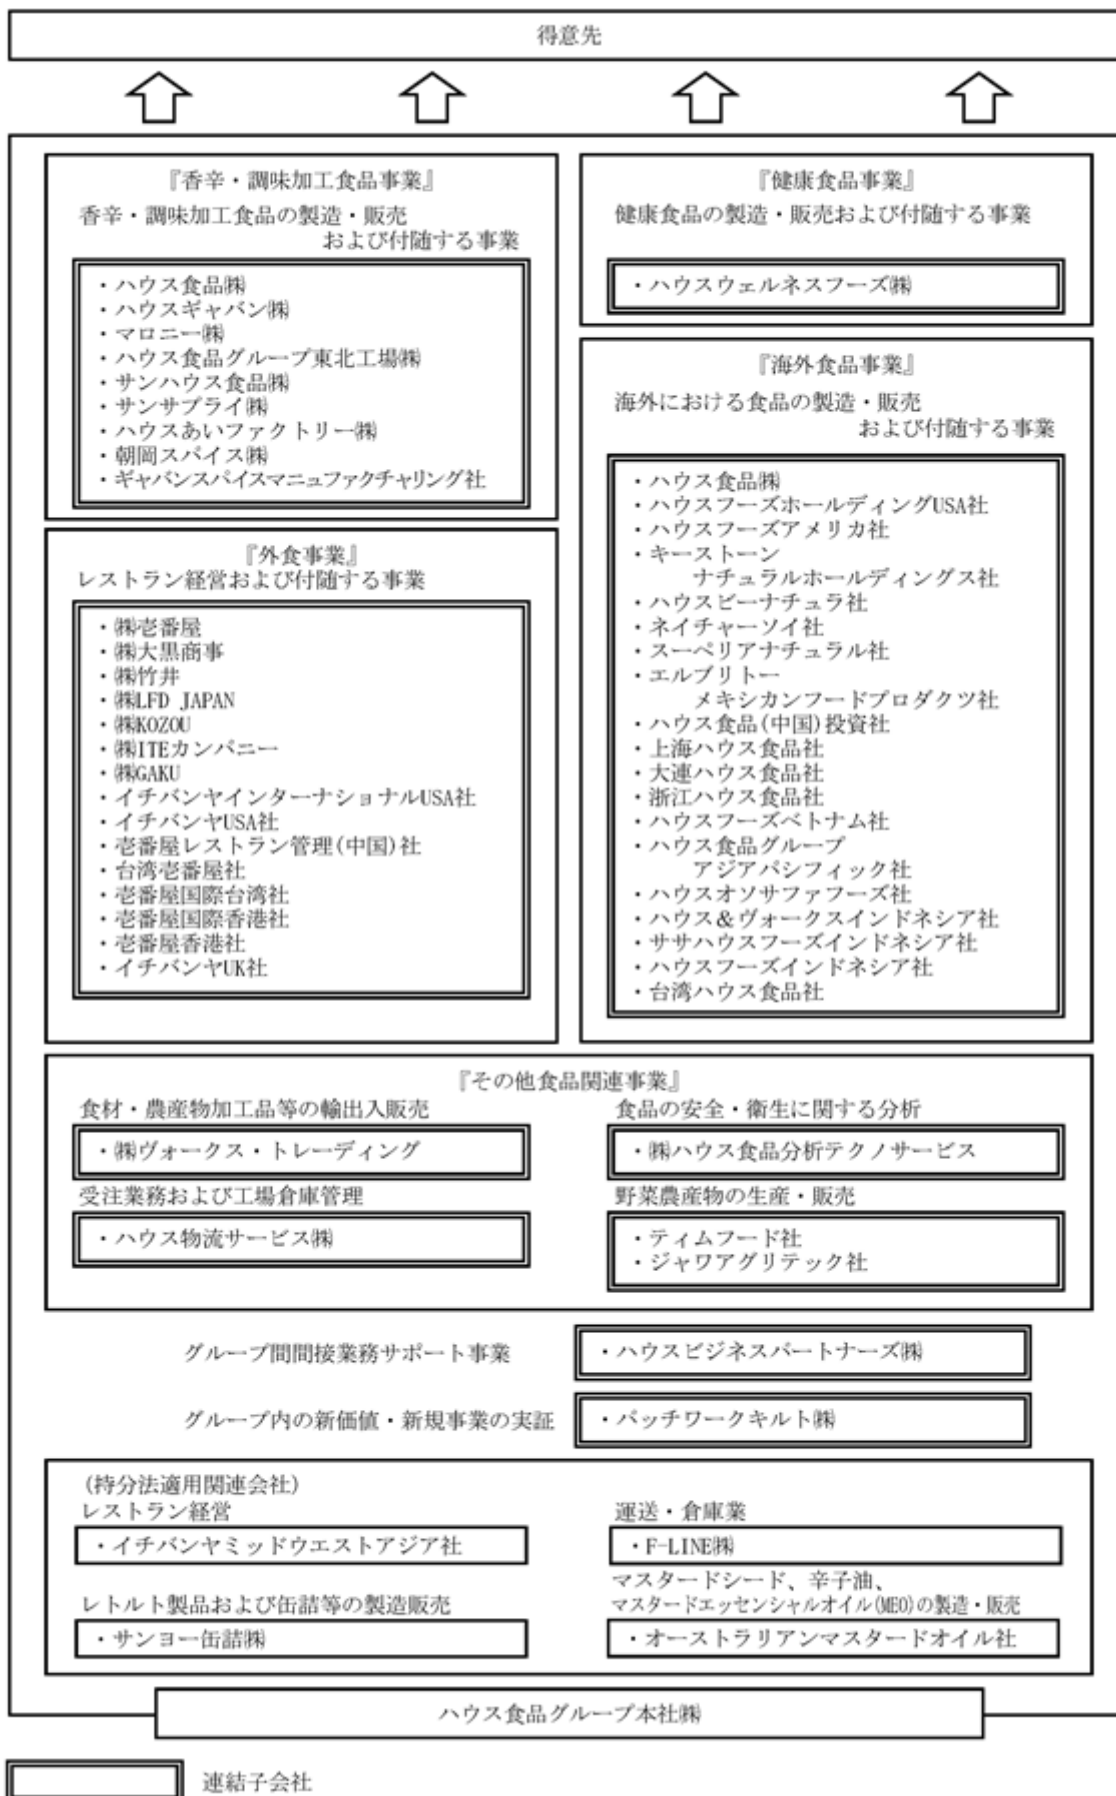 得意先
『香辛・調味加工食品事業』
香辛・調味加工食品の製造・販売
および付随する事業
・ハウス食品㈱
・ハウスギャバン㈱
・マロニー㈱
・ハウス食品グループ東北工場㈱
・サンハウス食品㈱
・サンサプライ㈱
・ハウスあいファクトリー㈱
・朝岡スパイス㈱
・ギャバンスパイスマニュファクチャリング社
『外食事業』
レストラン経営および付随する事業
・㈱壱番屋
・㈱大黒商事
・㈱竹井
・㈱LFD JAPAN
・㈱KOZOU
・㈱ITEカンパニー
・㈱GAKU
・イチバンヤインターナショナルUSA社
・イチバンヤUSA社
・壱番屋レストラン管理(中国)社
・台湾壱番屋社
・壱番屋国際台湾社
・壱番屋国際香港社
・壱番屋香港社
・イチバンヤUK社
『健康食品事業』
健康食品の製造・販売および付随する事業
・ハウスウェルネスフーズ㈱
『海外食品事業』
海外における食品の製造・販売
および付随する事業
・ハウス食品㈱
・ハウスフーズホールディングUSA社
・ハウスフーズアメリカ社
・キーストーン
ナチュラルホールディングス社
・ハウスビーナチュラ社
・ネイチャーソイ社
・スーペリアナチュラル社
・エルブリトー
メキシカンフードプロダクツ社
・ハウス食品(中国)投資社
・上海ハウス食品社
・大連ハウス食品社
・浙江ハウス食品社
・ハウスフーズベトナム社
・ハウス食品グループ
アジアパシフィック社
・ハウスオソサファフーズ社
・ハウス＆ヴォークスインドネシア社
・ササハウスフーズインドネシア社
・ハウスフーズインドネシア社
・台湾ハウス食品社
『その他食品関連事業』
食材・農産物加工品等の輸出入販売
・㈱ヴォークス・トレーディング
食品の安全・衛生に関する分析
・㈱ハウス食品分析テクノサービス
受注業務および工場倉庫管理
・ハウス物流サービス㈱
野菜農産物の生産・販売
・ティムフード社
・ジャワアグリテック社
グループ間間接業務サポート事業
・ハウスビジネスパートナーズ㈱
グループ内の新価値・新規事業の実証
・パッチワークキルト㈱
(持分法適用関連会社)
レストラン経営
・イチバンヤミッドウエストアジア社
運送・倉庫業
・F-LINE㈱
レトルト製品および缶詰等の製造販売
・サンヨー缶詰㈱
マスタードシード、辛子油、
マスタードエッセンシャルオイル(MEO)の製造・販売
・オーストラリアンマスタードオイル社
ハウス食品グループ本社㈱
連結子会社